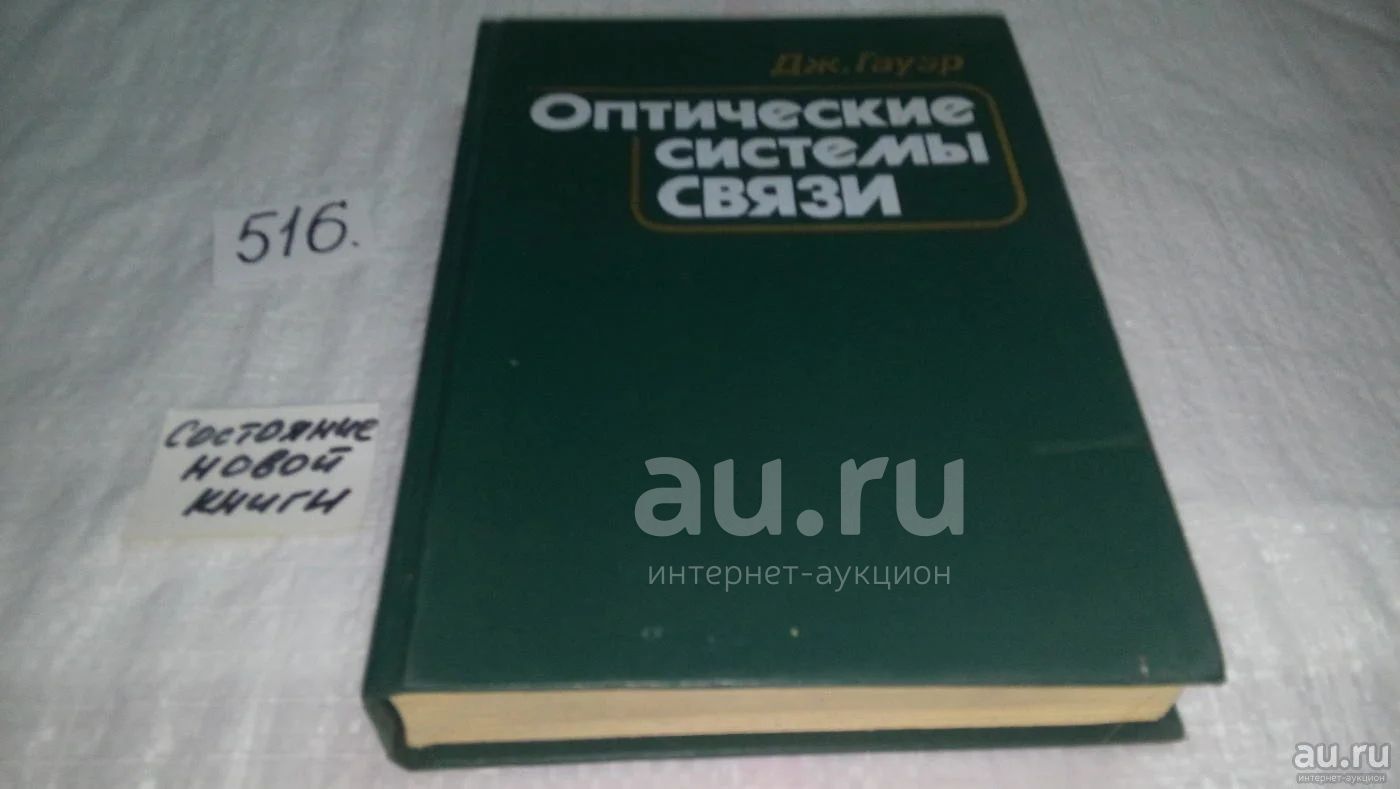 Дж. Гауэр
Оптические
системы
связи
516.
Состояние
новой
книги
au.ru
интернет-аукцион
au.ru
интернет-аукцион